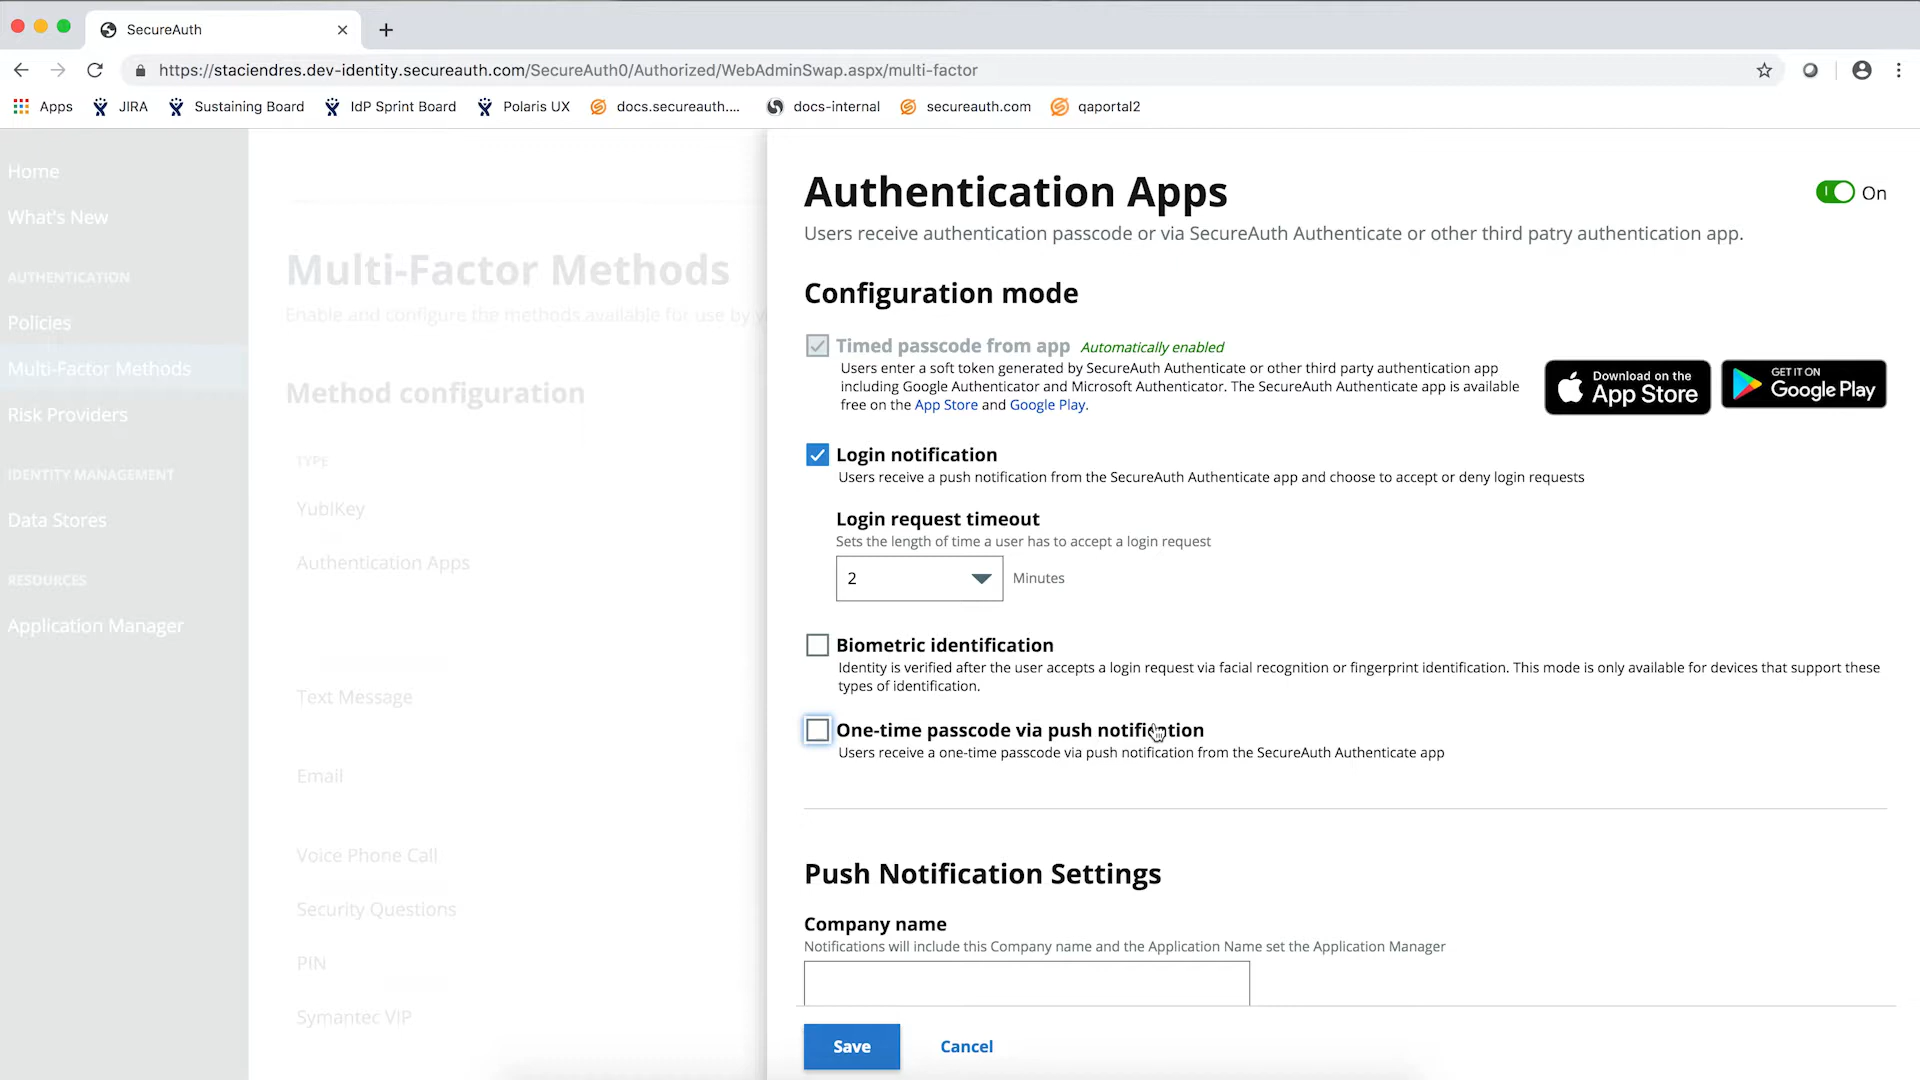 SecureAuth
https://staciendres.dev-identity.secureauth.com/SecureAuth0/Authorized/WebAdminSwap.aspx/multi-factor
Apps JIRA Sustaining Board IdP Sprint Board Polaris UX docs.secureauth.... docs-internal secureauth.com qaportal2
Home
What's New
AUTHENTICATION
Policies
Multi-Factor Methods
Risk Providers
IDENTITY MANAGEMENT
Data Stores
RESOURCES
Application Manager
Multi-Factor Methods
Enable and configure the methods available for use by y
Method configuration
TYPE
YubiKey
Authentication Apps
Text Message
Email
Voice Phone Call
Security Questions
PIN
Symantec VIP
Authentication Apps
On
Users receive authentication passcode or via SecureAuth Authenticate or other third patry authentication app.
Configuration mode
Timed passcode from app Automatically enabled
Users enter a soft token generated by SecureAuth Authenticate or other third party authentication app
including Google Authenticator and Microsoft Authenticator. The SecureAuth Authenticate app is available
free on the App Store and Google Play.
Download on the
App Store
GET IT ON
Google Play
Login notification
Users receive a push notification from the SecureAuth Authenticate app and choose to accept or deny login requests
Login request timeout
Sets the length of time a user has to accept a login request
2 Minutes
Biometric identification
Identity is verified after the user accepts a login request via facial recognition or fingerprint identification. This mode is only available for devices that support these
types of identification.
One-time passcode via push notification
Users receive a one-time passcode via push notification from the SecureAuth Authenticate app
Push Notification Settings
Company name
Notifications will include this Company name and the Application Name set the Application Manager
Save Cancel